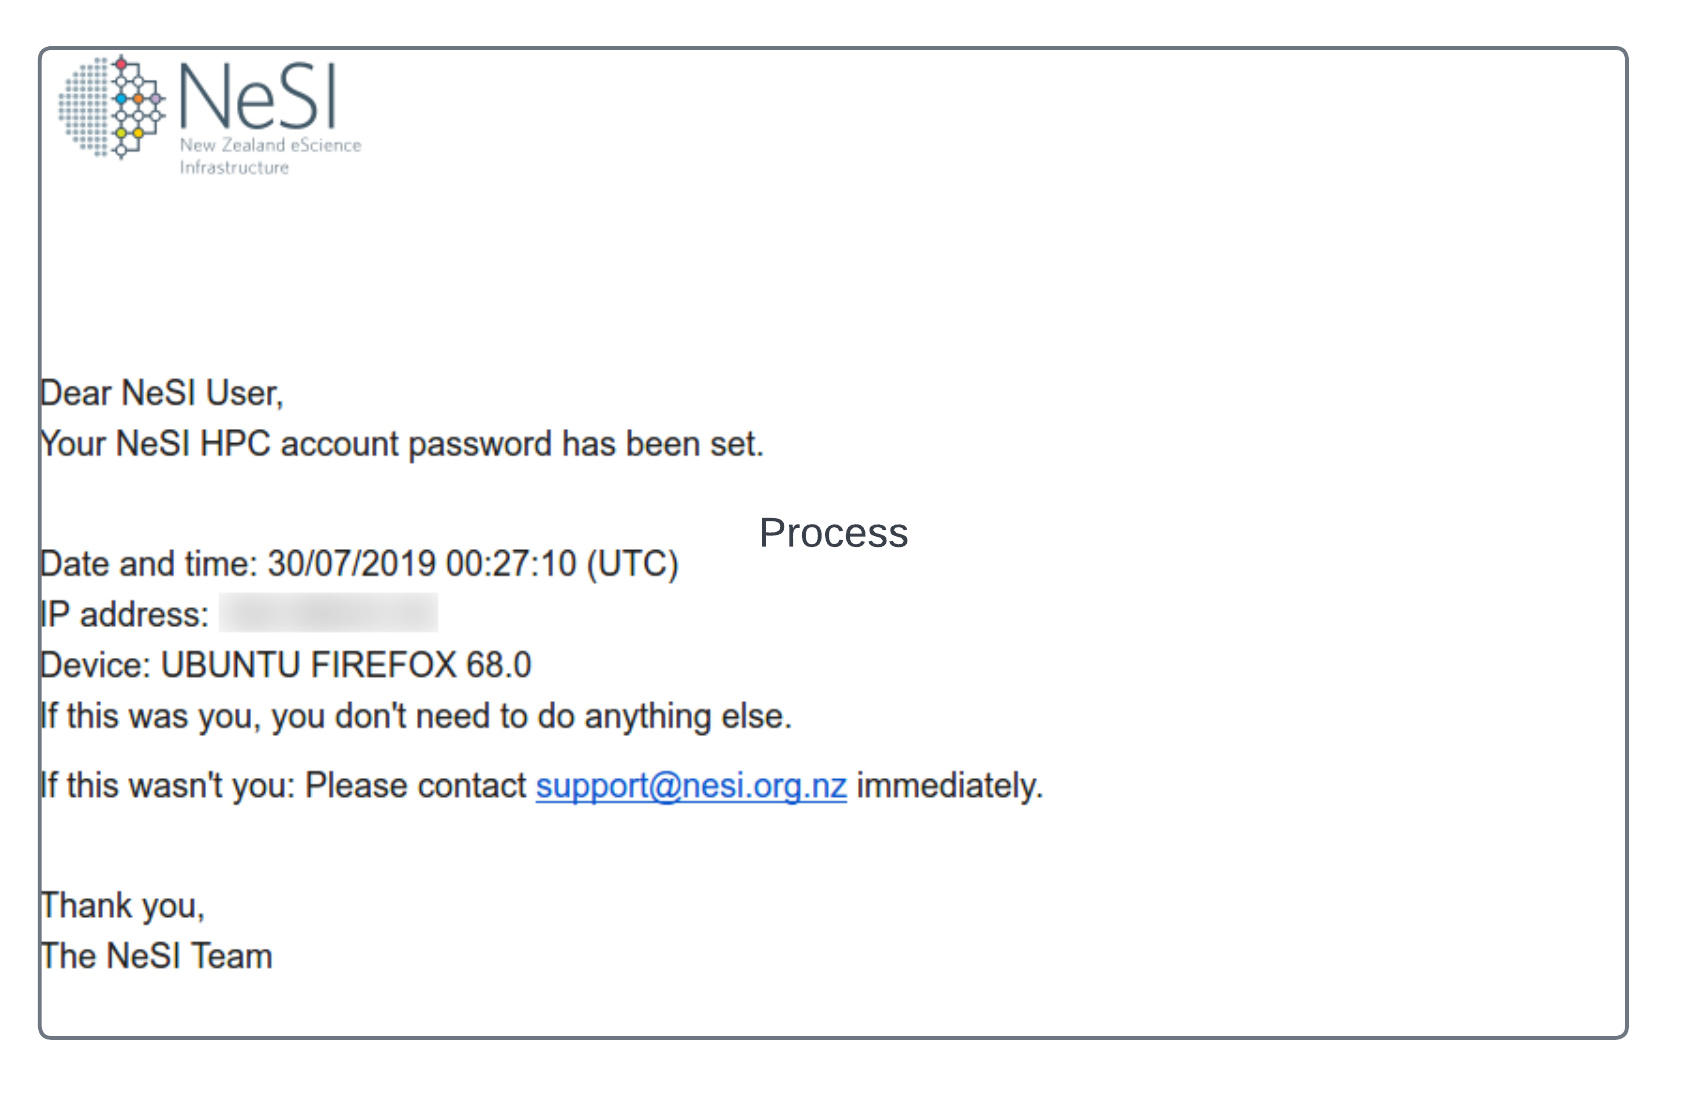 NeSI
New Zealand eScience
Infrastructure
Dear NeSI User,
Your NeSI HPC account password has been set.
Process
Date and time: 30/07/2019 00:27:10 (UTC)
IP address:
Device: UBUNTU FIREFOX 68.0
If this was you, you don't need to do anything else.
If this wasn't you: Please contact support@nesi.org.nz immediately.
Thank you,
The NeSI Team